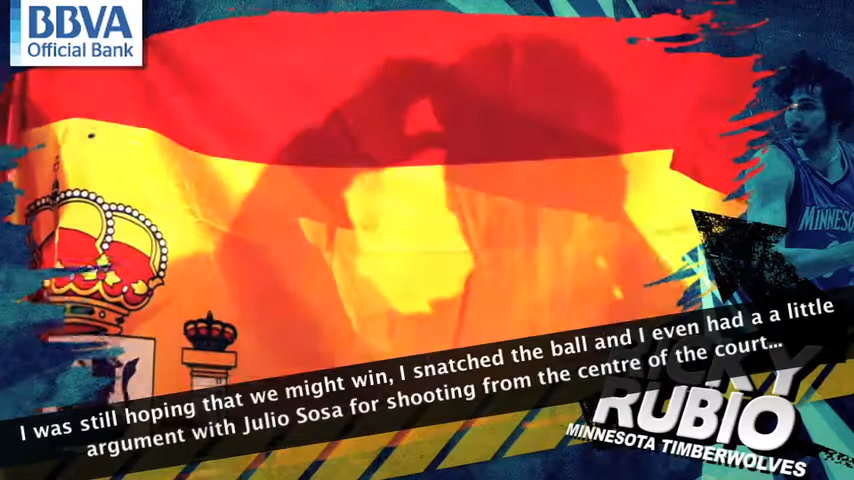 BBVA
Official Bank
MINNESO
I was still hoping that we might win, I snatched the ball and I even had a a little
argument with Julio Sosa for shooting from the centre of the court...
RICKY
RUBIO
MINNESOTA TIMBERWOLVES